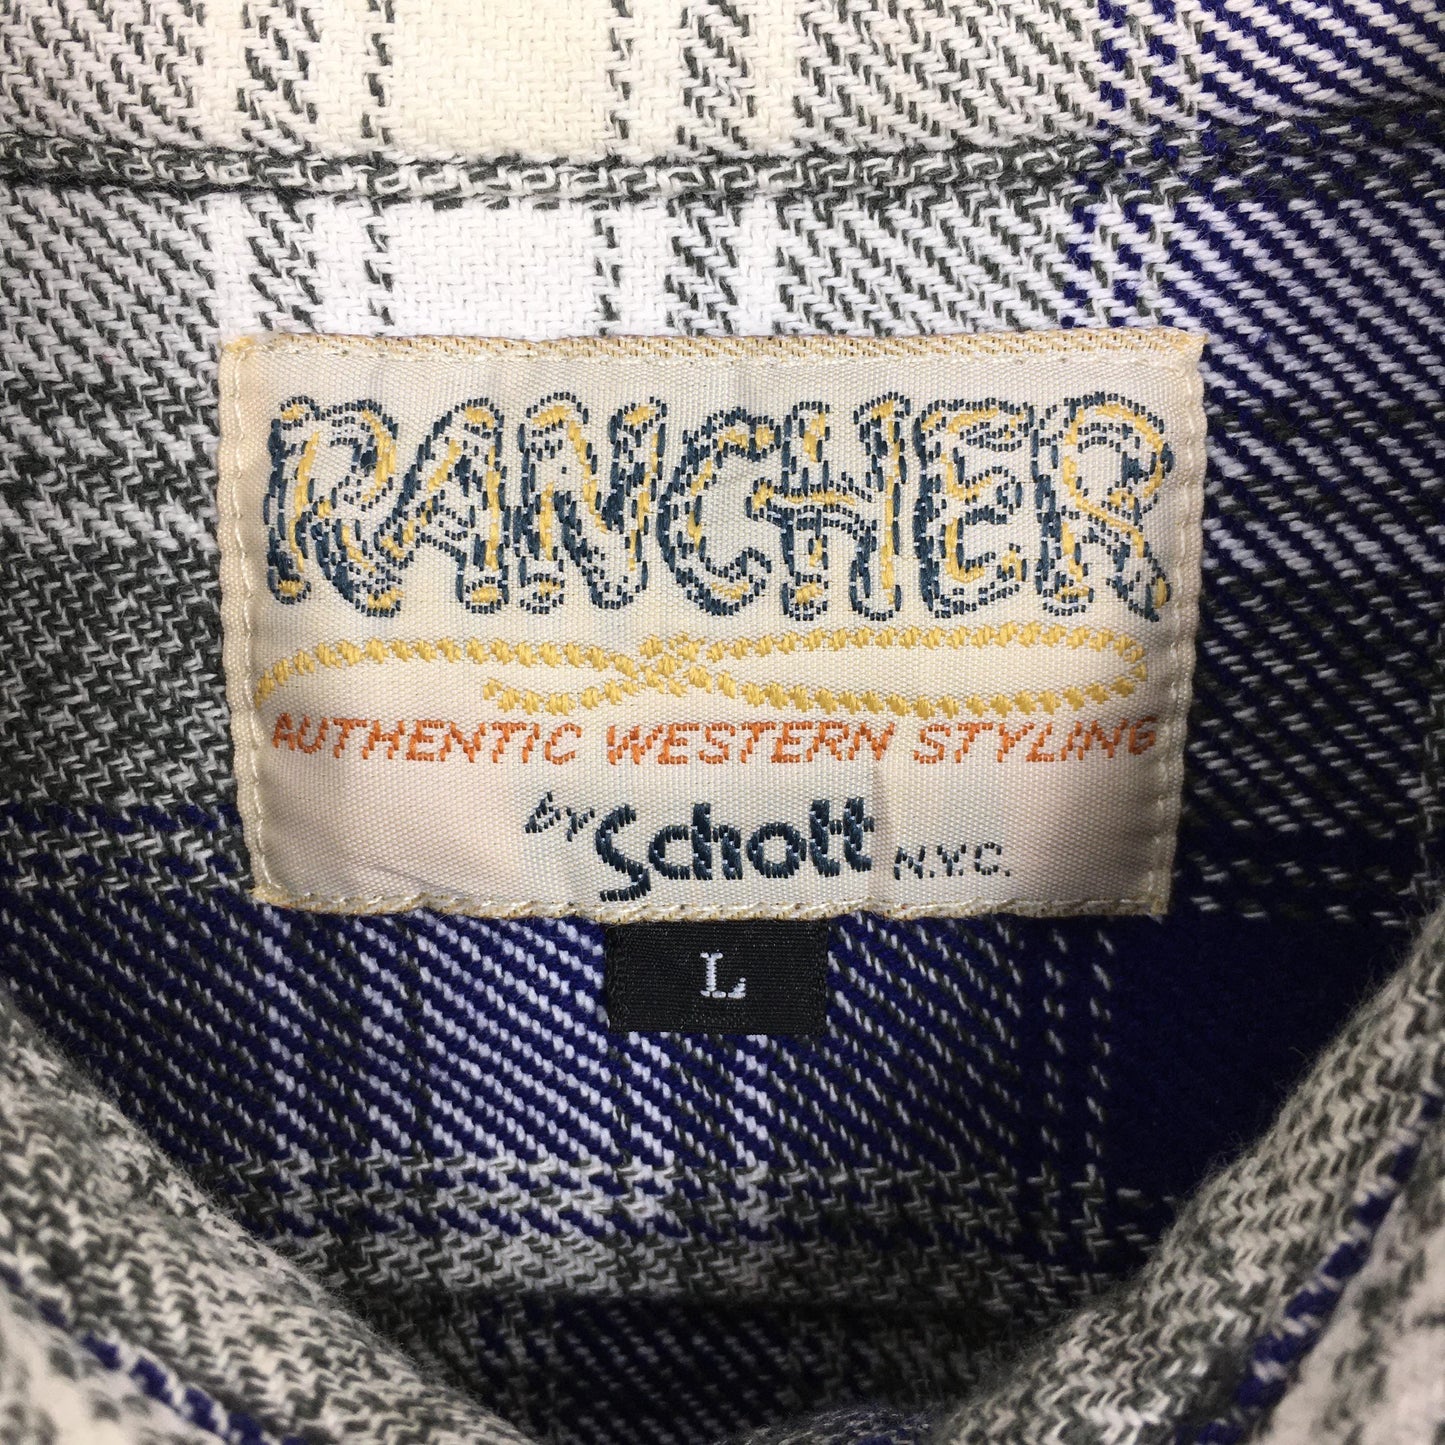 RANCHER
AUTHENTIC WESTERN STYLING
by Schott N.Y.C.
L